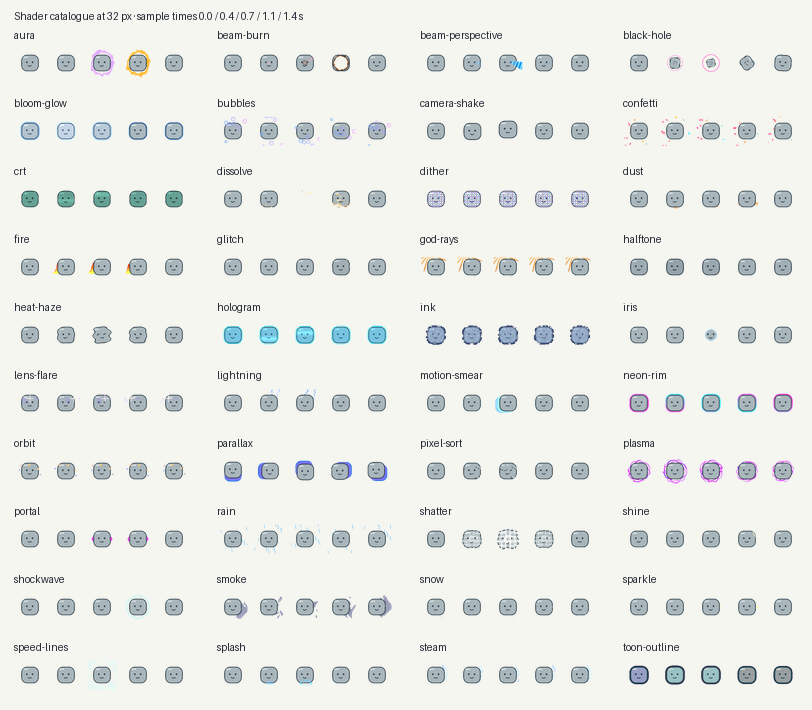 Shader catalogue at 32 px · sample times 0.0 / 0.4 / 0.7 / 1.1 / 1.4 s
aura
beam-burn
beam-perspective
black-hole
bloom-glow
bubbles
camera-shake
confetti
crt
dissolve
dither
dust
fire
glitch
god-rays
halftone
heat-haze
hologram
ink
iris
lens-flare
lightning
motion-smear
neon-rim
orbit
parallax
pixel-sort
plasma
portal
rain
shatter
shine
shockwave
smoke
snow
sparkle
speed-lines
splash
steam
toon-outline